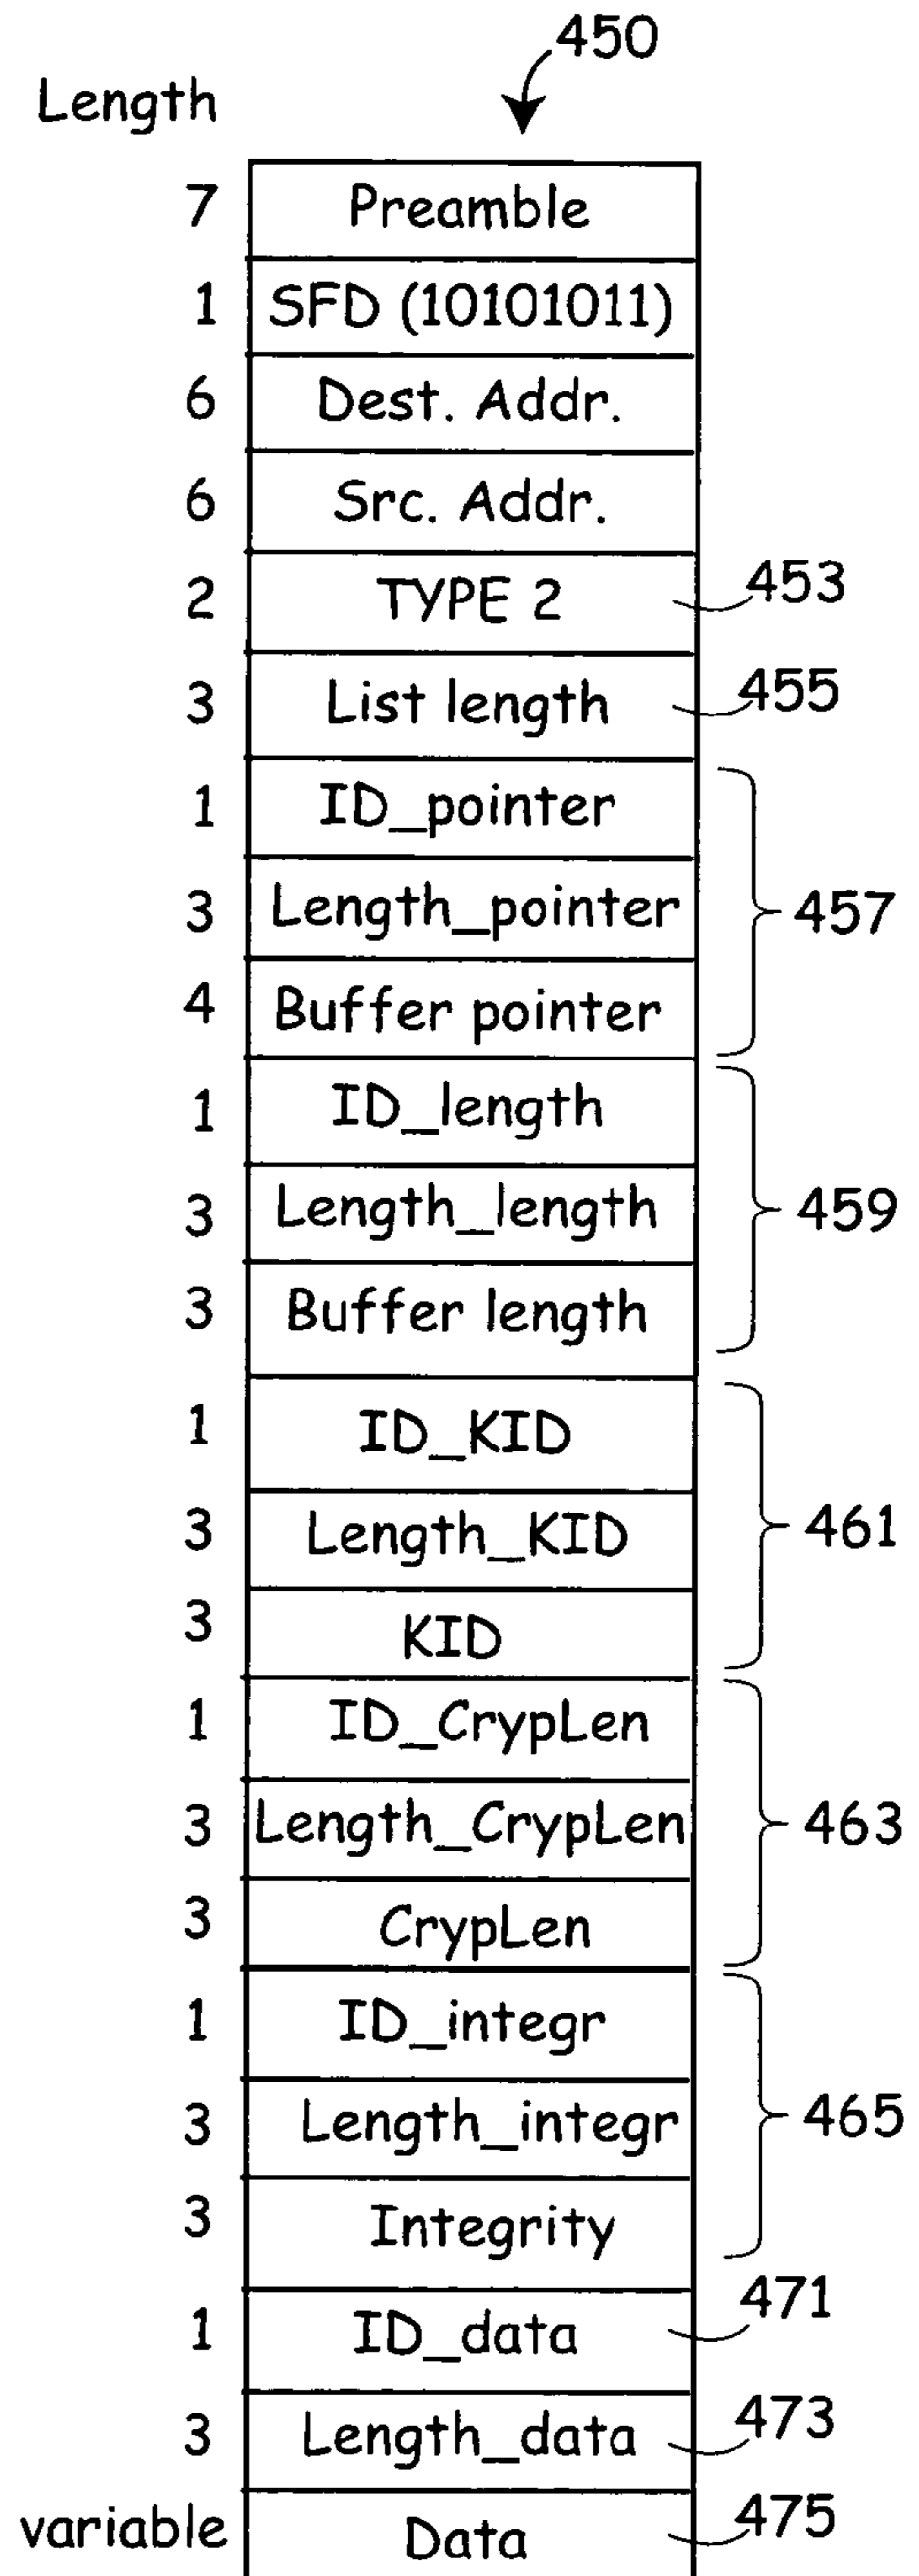 450
Length
7 Preamble
1 SFD (10101011)
6 Dest. Addr.
6 Src. Addr.
2 TYPE 2 453
3 List length 455
1 ID_pointer
3 Length_pointer 457
4 Buffer pointer
1 ID_length
3 Length_length 459
3 Buffer length
1 ID_KID
3 Length_KID 461
3 KID
1 ID_CrypLen
3 Length_CrypLen 463
3 CrypLen
1 ID_integr
3 Length_integr 465
3 Integrity
1 ID_data 471
3 Length_data 473
variable Data 475